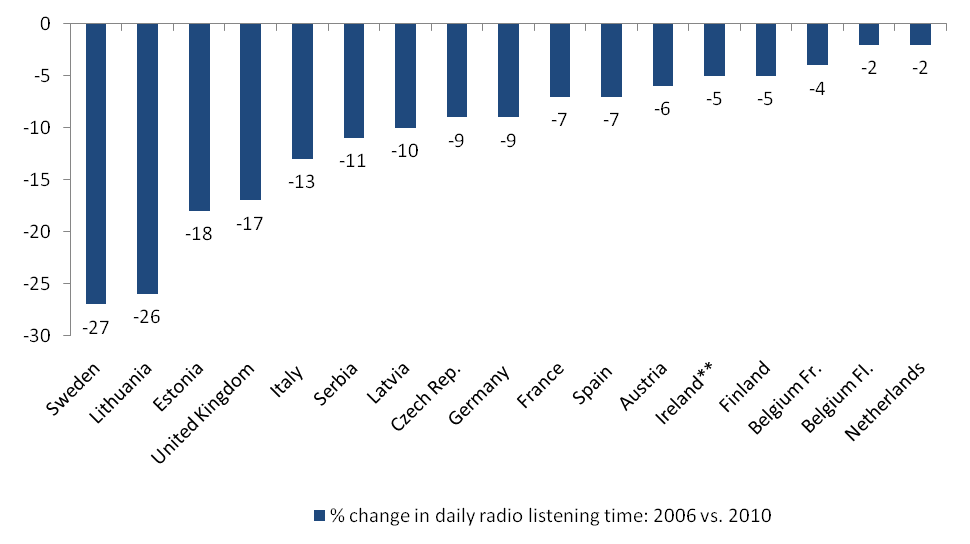 0
-5
-10
-15
-20
-25
-30
-27
-26
-18
-17
-13
-11
-10
-9
-9
-7
-7
-6
-5
-5
-4
-2
-2
Sweden
Lithuania
Estonia
United Kingdom
Italy
Serbia
Latvia
Czech Rep.
Germany
France
Spain
Austria
Ireland**
Finland
Belgium Fr.
Belgium Fl.
Netherlands
% change in daily radio listening time: 2006 vs. 2010